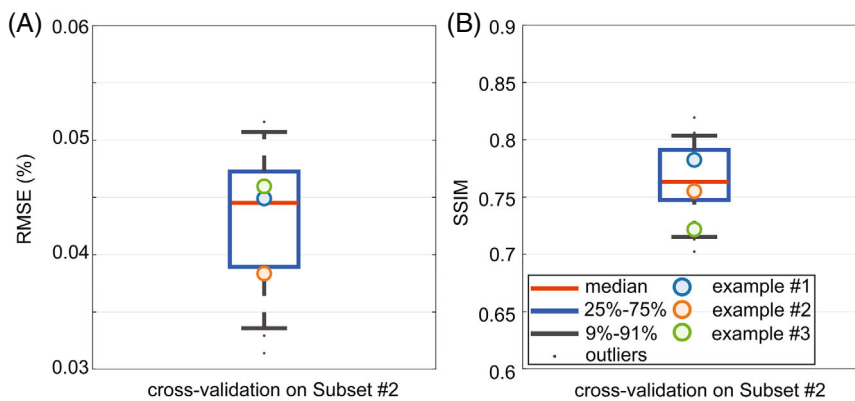 (A)
0.06
0.05
0.04
0.03
RMSE (%)
cross-validation on Subset #2
(B)
0.9
0.85
0.8
0.75
0.7
0.65
0.6
SSIM
median
25%-75%
9%-91%
outliers
example #1
example #2
example #3
cross-validation on Subset #2